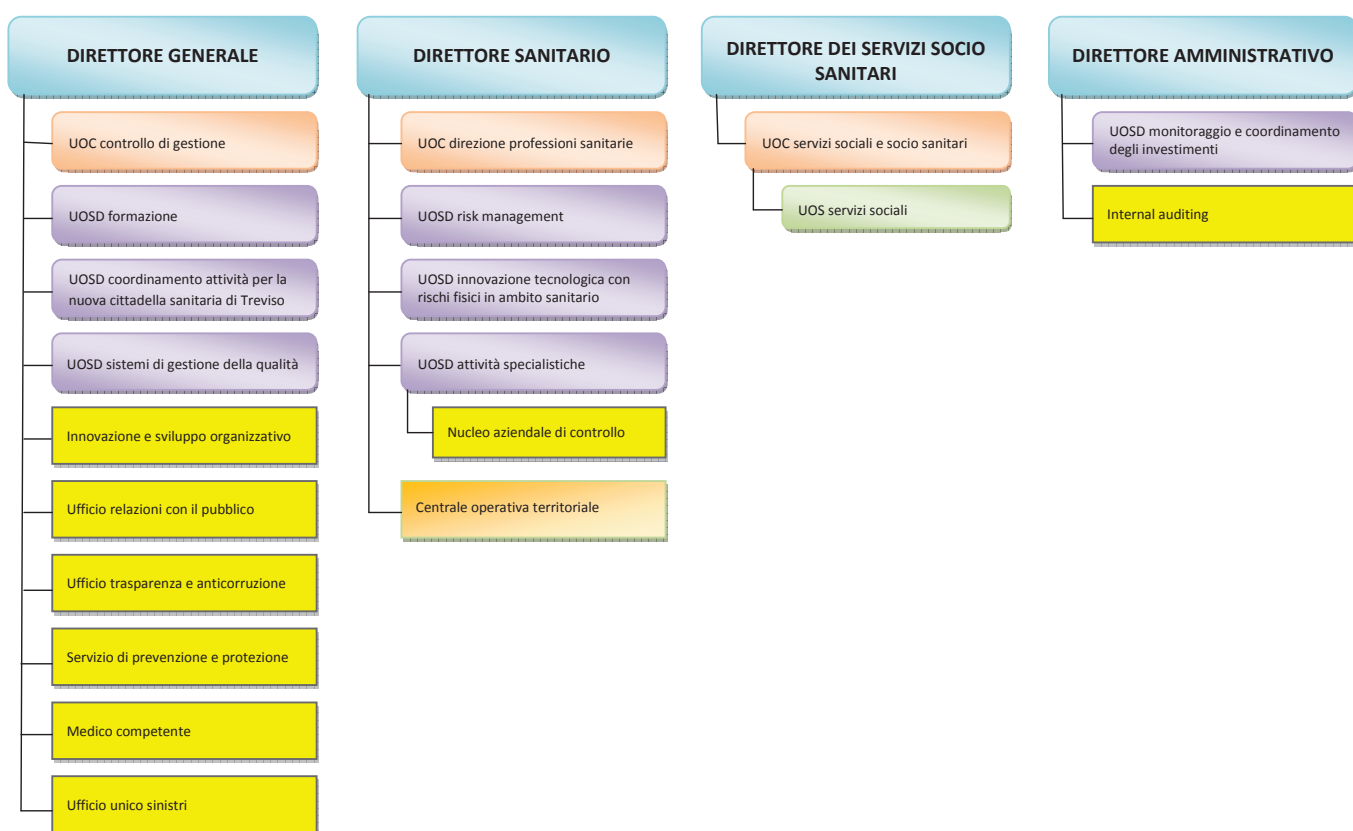 DIRETTORE GENERALE
UOC controllo di gestione
UOSD formazione
UOSD coordinamento attività per la
nuova cittadella sanitaria di Treviso
UOSD sistemi di gestione della qualità
Innovazione e sviluppo organizzativo
Ufficio relazioni con il pubblico
Ufficio trasparenza e anticorruzione
Servizio di prevenzione e protezione
Medico competente
Ufficio unico sinistri
DIRETTORE SANITARIO
UOC direzione professioni sanitarie
UOSD risk management
UOSD innovazione tecnologica con
rischi fisici in ambito sanitario
UOSD attività specialistiche
Nucleo aziendale di controllo
Centrale operativa territoriale
DIRETTORE DEI SERVIZI SOCIO
SANITARI
UOC servizi sociali e socio sanitari
UOS servizi sociali
DIRETTORE AMMINISTRATIVO
UOSD monitoraggio e coordinamento
degli investimenti
Internal auditing